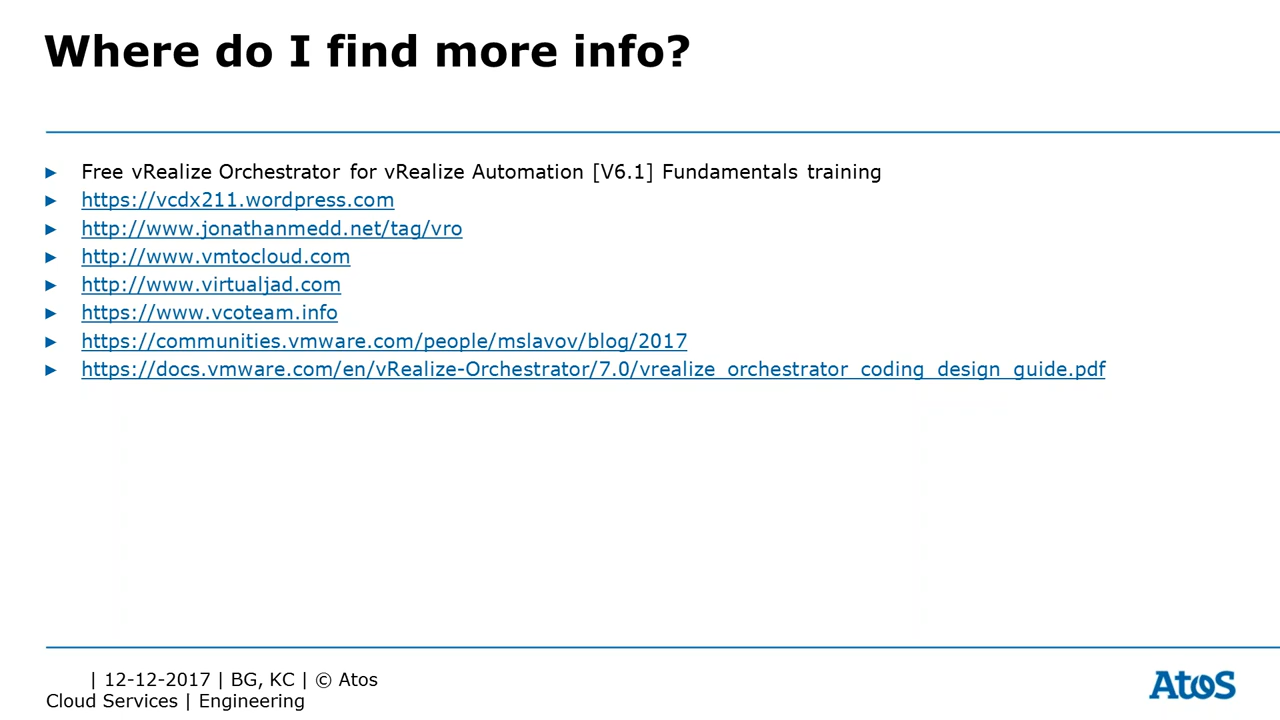 Where do I find more info?
Free vRealize Orchestrator for vRealize Automation [V6.1] Fundamentals training
https://vcdx211.wordpress.com
http://www.jonathanmedd.net/tag/vro
http://www.vmtocloud.com
http://www.virtualjad.com
https://www.vcoteam.info
https://communities.vmware.com/people/mslavov/blog/2017
https://docs.vmware.com/en/vRealize-Orchestrator/7.0/vrealize_orchestrator_coding_design_guide.pdf
| 12-12-2017 | BG, KC | © Atos
Cloud Services | Engineering
Atos